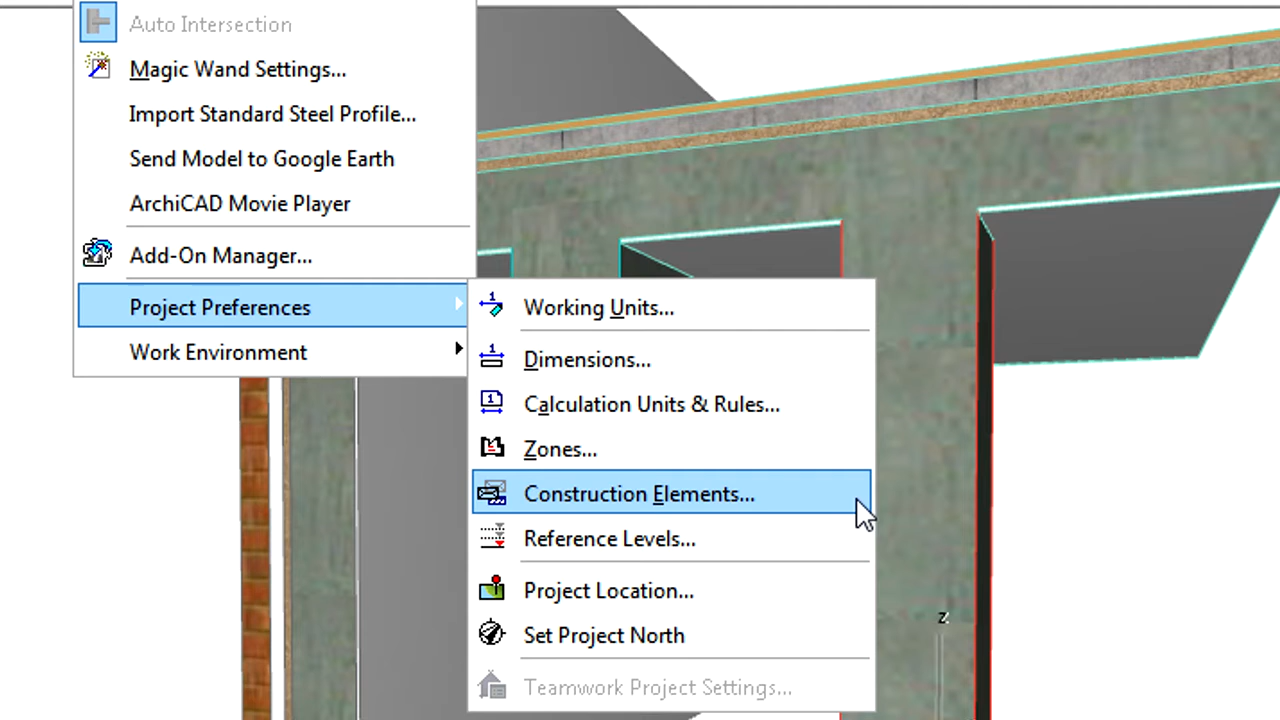 Auto Intersection
Magic Wand Settings...
Import Standard Steel Profile...
Send Model to Google Earth
ArchiCAD Movie Player
Add-On Manager...
Project Preferences
Work Environment
Working Units...
Dimensions...
Calculation Units & Rules...
Zones...
Construction Elements...
Reference Levels...
Project Location...
Set Project North
Teamwork Project Settings...
z